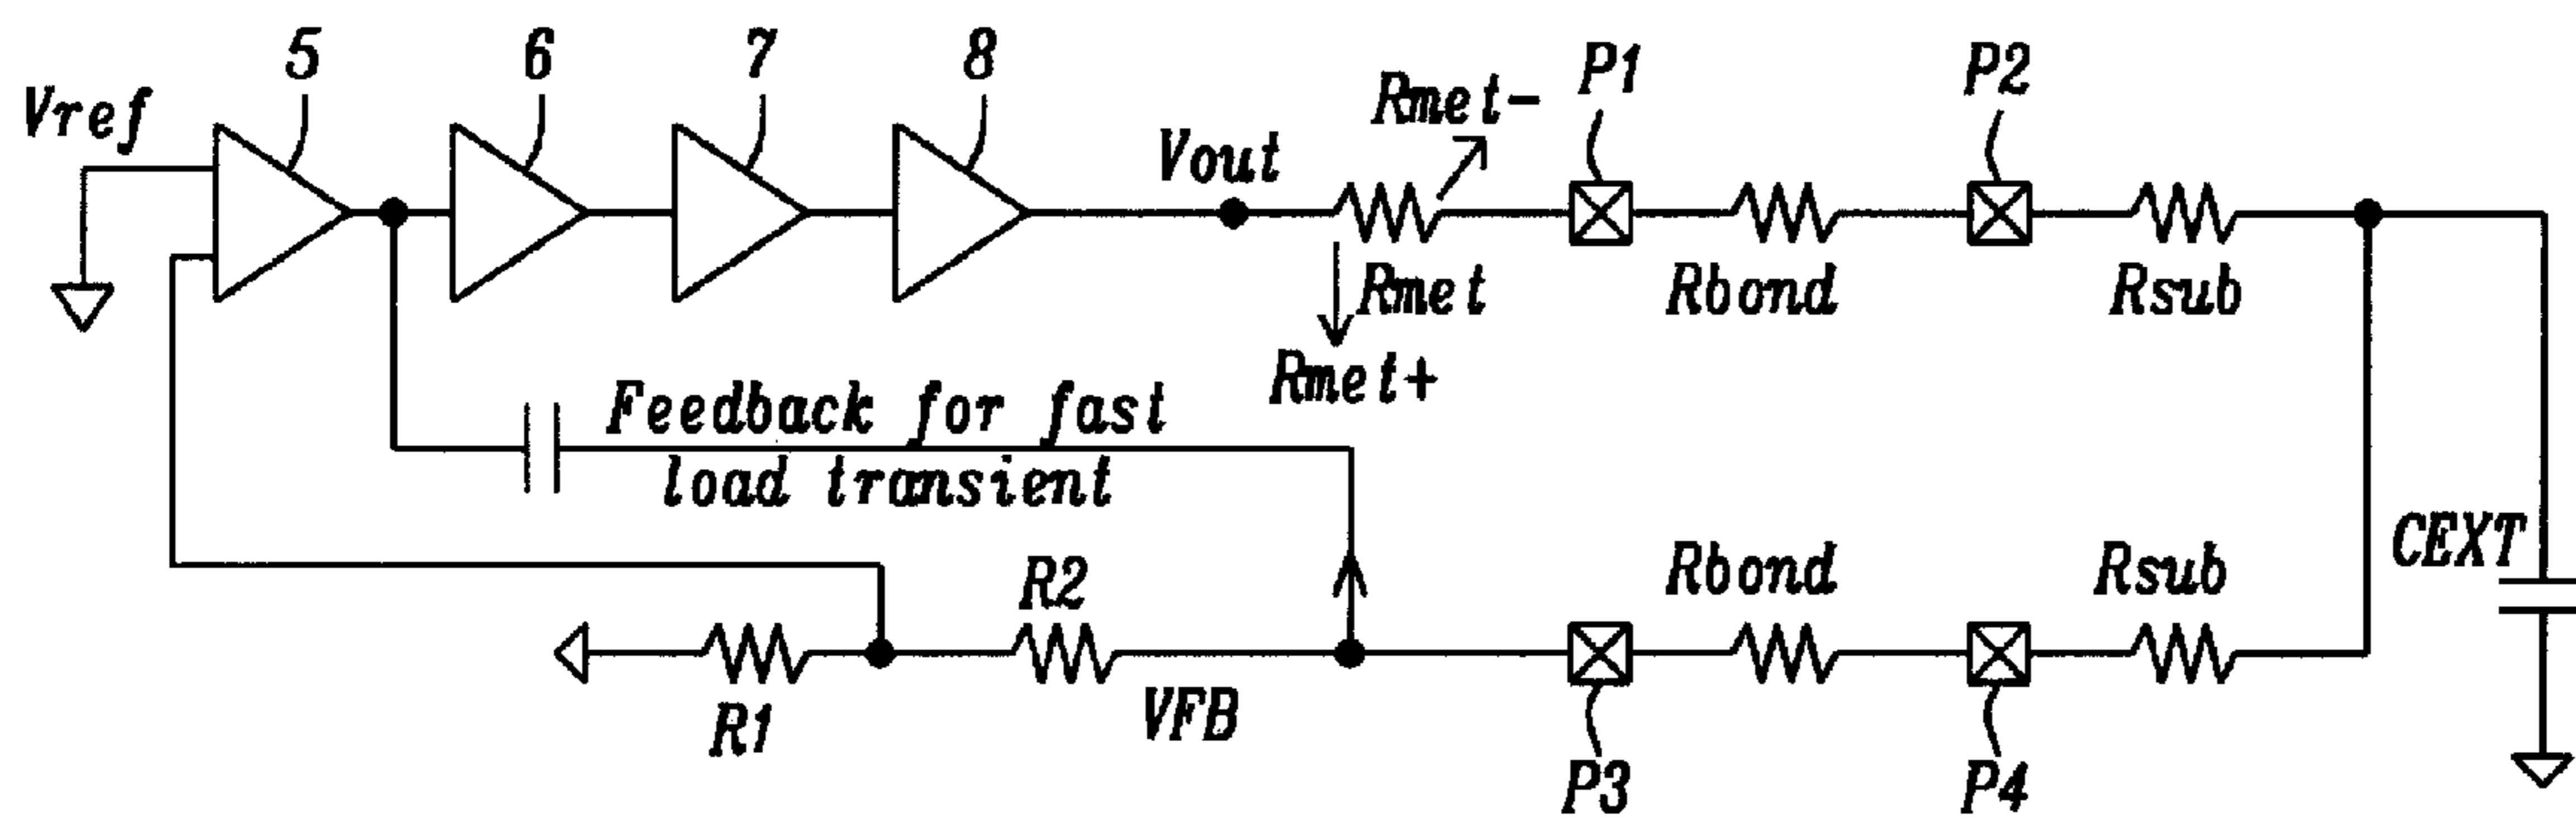 5
6
7
8
Vref
Vout
Rmet-
P1
P2
Rmet
Rmet+
Rbond
Rsub
Feedback for fast
load transient
CEXT
Rbond
Rsub
R2
R1
VFB
P3
P4